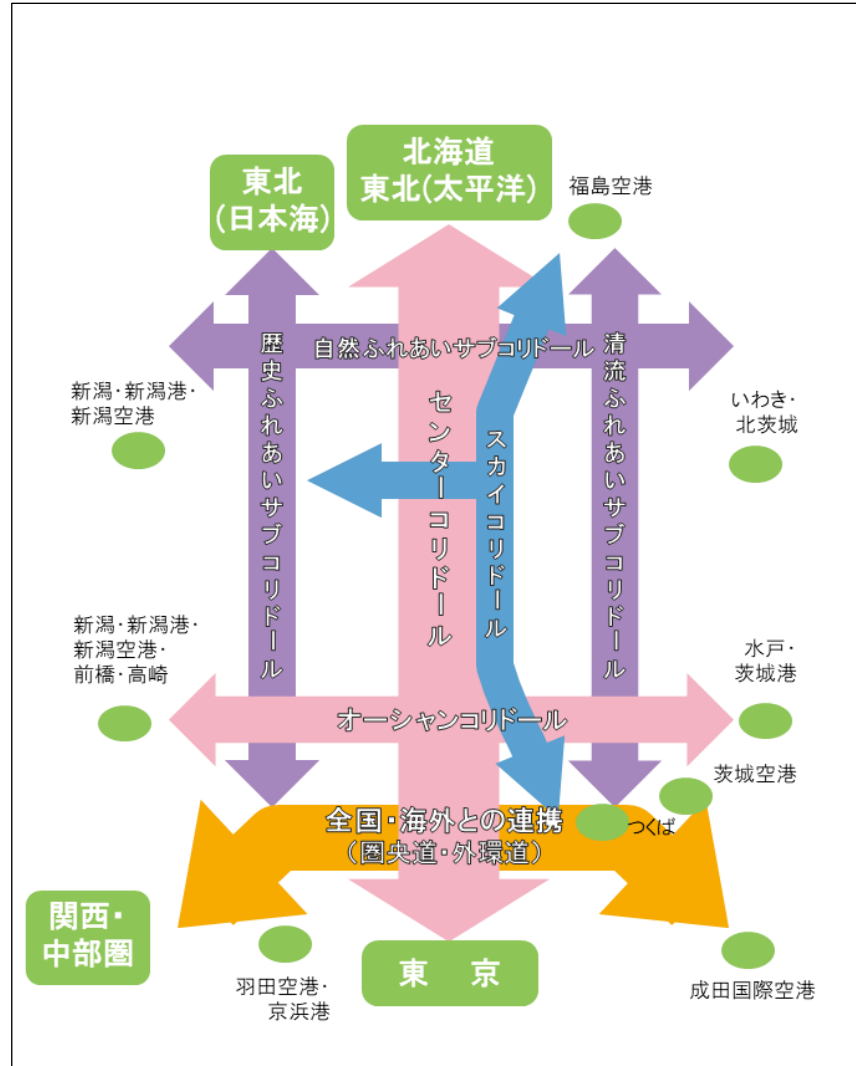 北海道
東北(太平洋)
東北
(日本海)
福島空港
自然ふれあいサブコリドール
歴史ふれあいサブコリドール
センターコリドール
スカイコリドール
清流ふれあいサブコリドール
新潟・新潟港・
新潟空港
いわき・
北茨城
新潟・新潟港・
新潟空港・
前橋・高崎
水戸・
茨城港
オーシャンコリドール
茨城空港
つくば
全国・海外との連携
(圏央道・外環道)
関西・
中部圏
羽田空港・
京浜港
東　京
成田国際空港